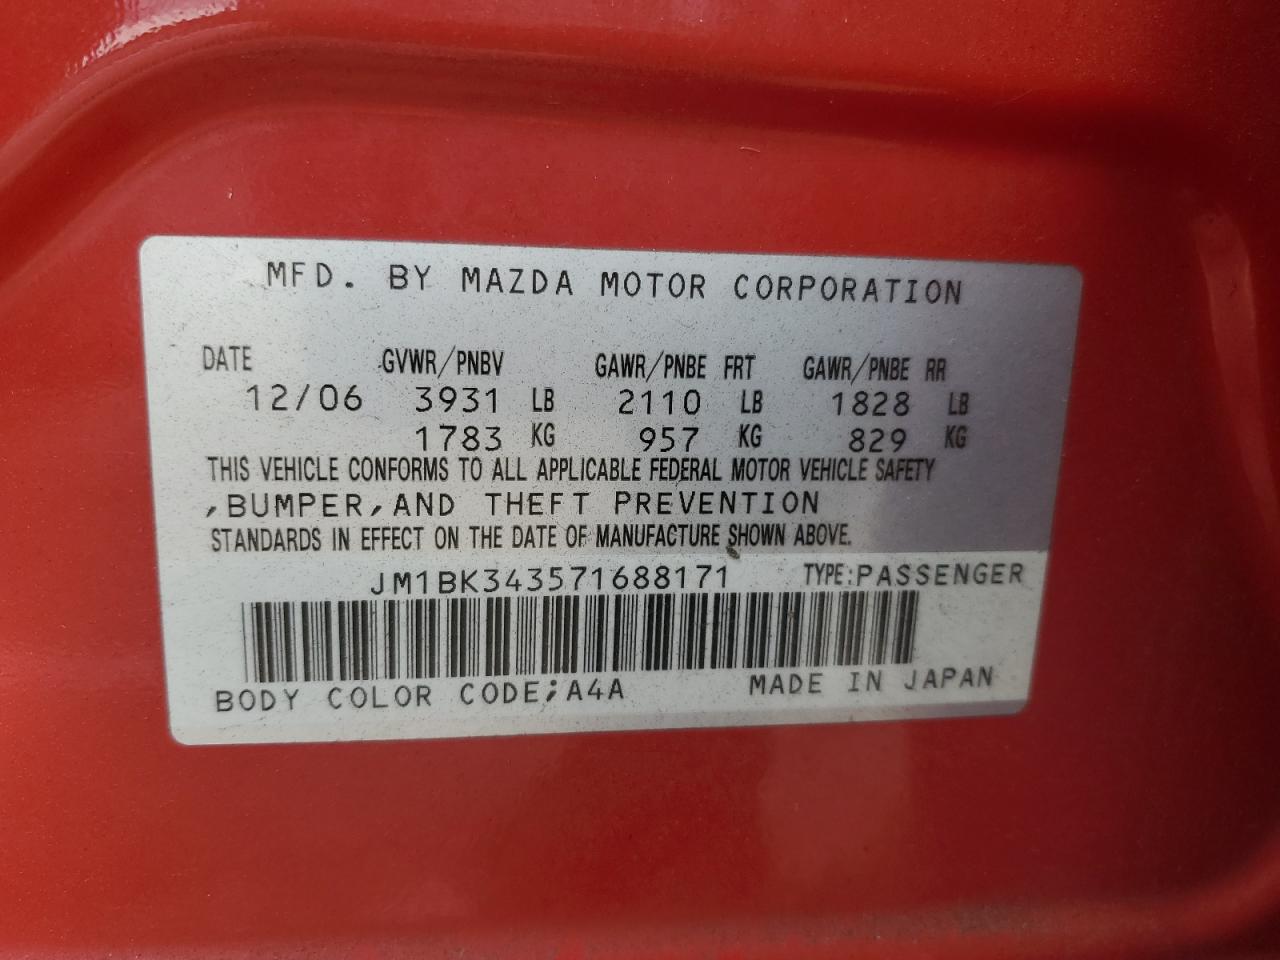 MFD. BY MAZDA MOTOR CORPORATION
DATE GVWR/PNBV GAWR/PNBE FRT GAWR/PNBE RR
12/06 3931 LB 2110 LB 1828 LB
1783 KG 957 KG 829 KG
THIS VEHICLE CONFORMS TO ALL APPLICABLE FEDERAL MOTOR VEHICLE SAFETY
,BUMPER,AND THEFT PREVENTION
STANDARDS IN EFFECT ON THE DATE OF MANUFACTURE SHOWN ABOVE.
JM1BK343571688171 TYPE:PASSENGER
BODY COLOR CODE;A4A MADE IN JAPAN